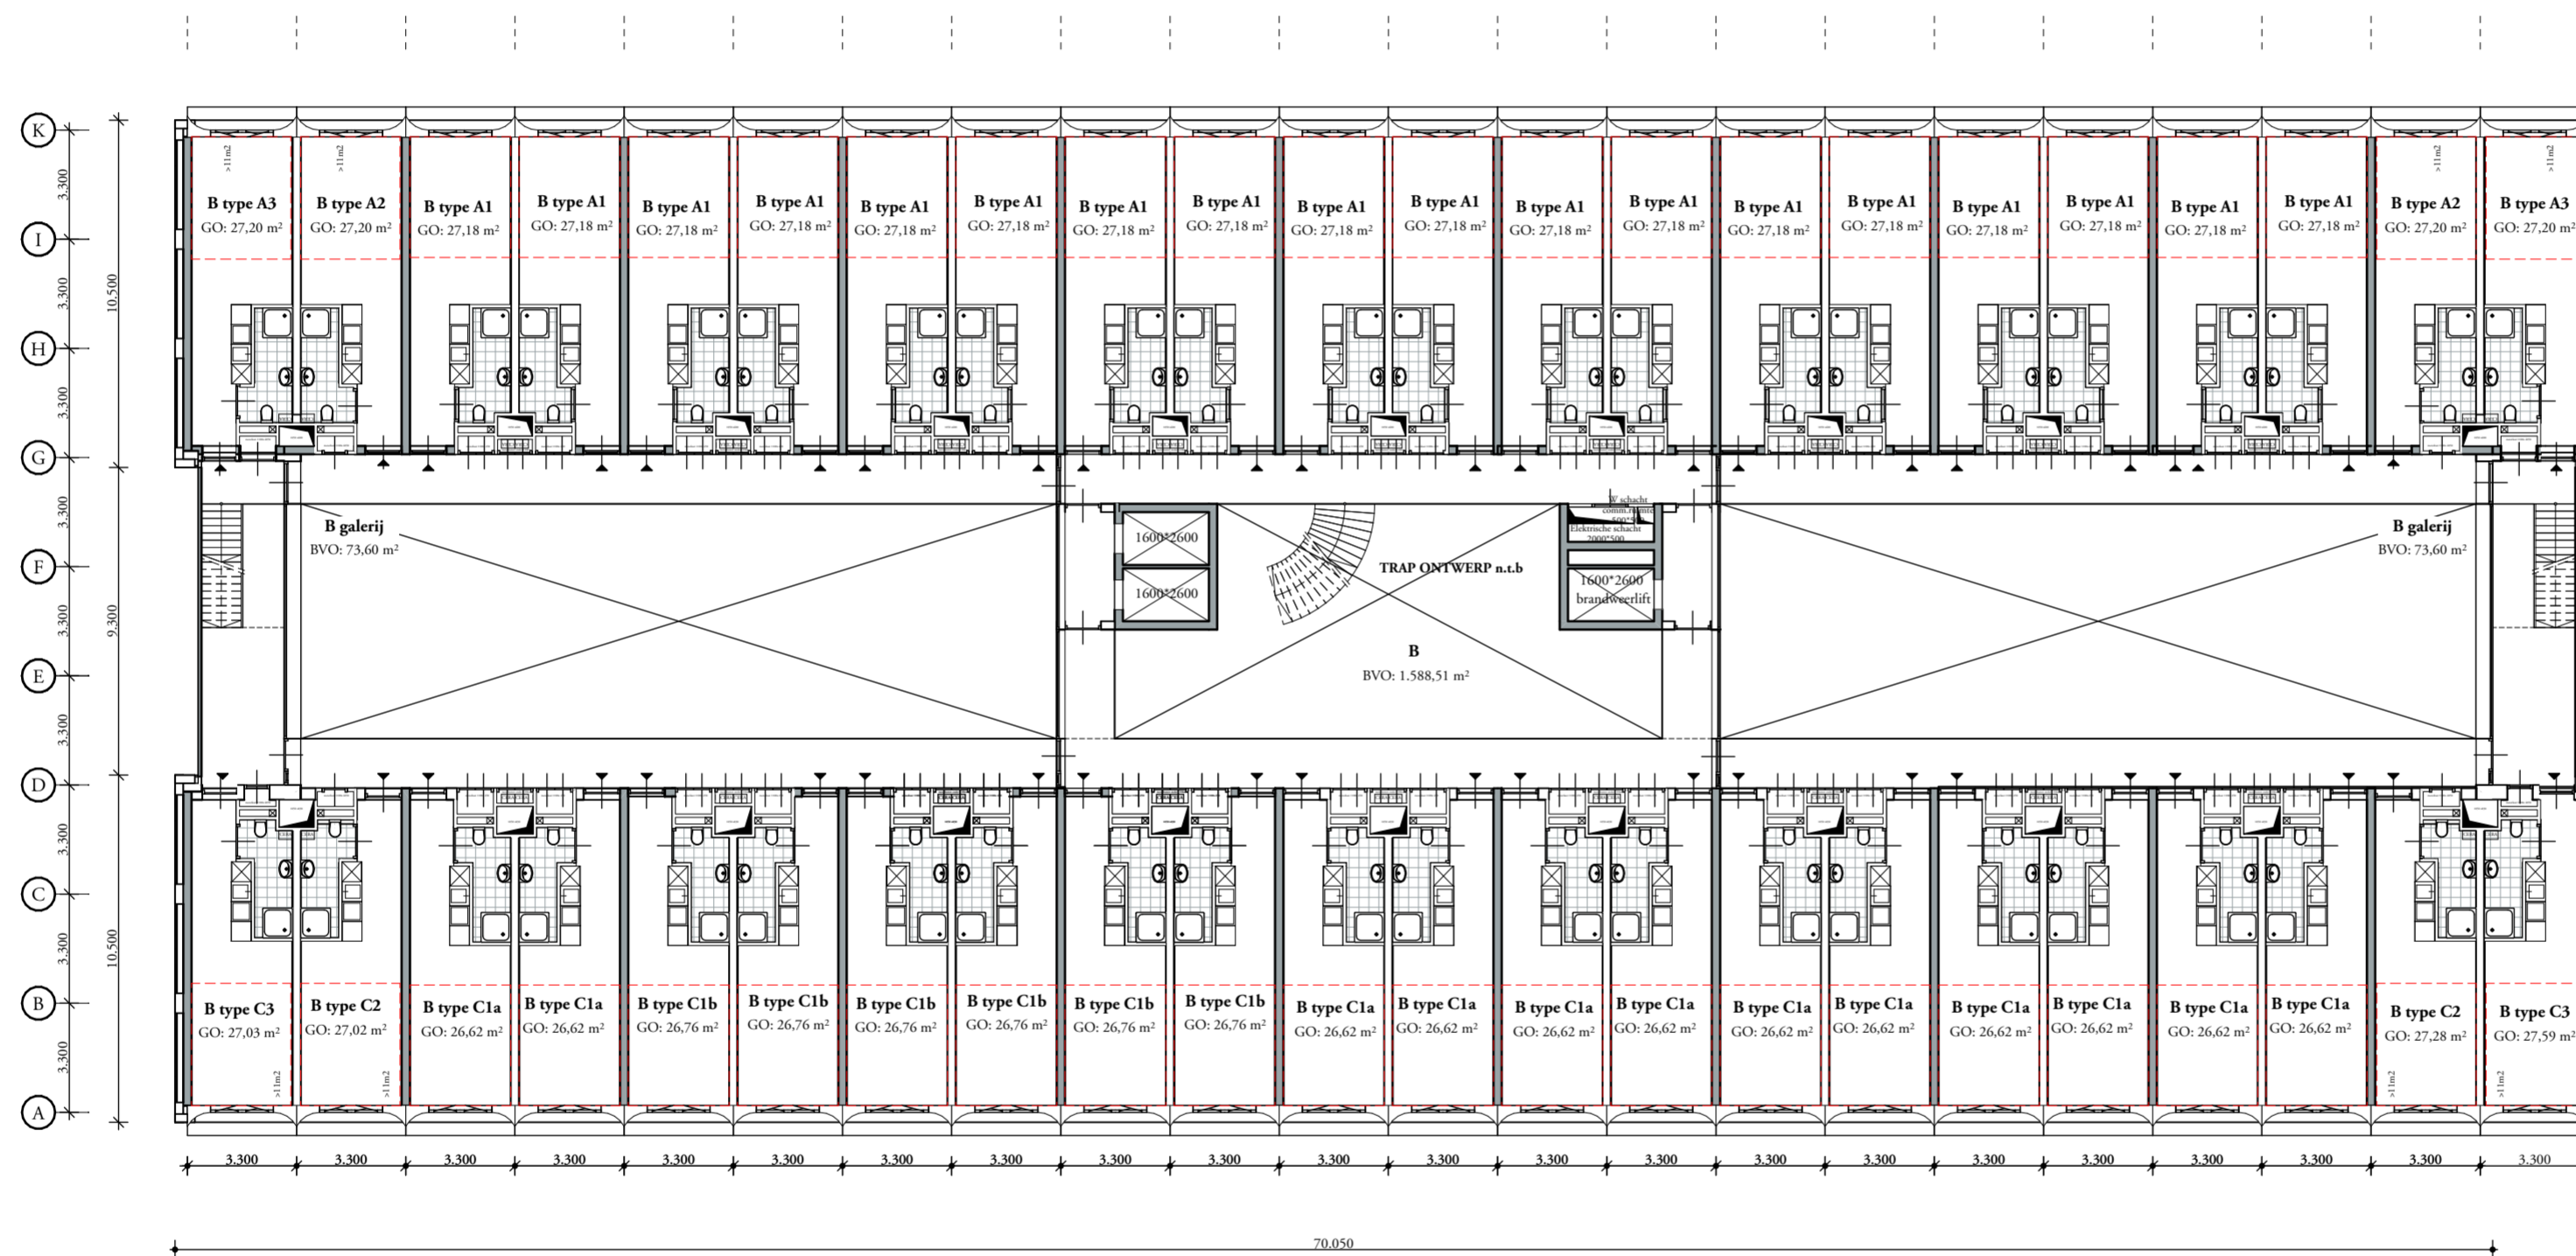 K
I
H
G
F
E
D
C
B
A
3.300
3.300
3.300
3.300
3.300
3.300
3.300
3.300
3.300
10.500
9.300
10.500
>11m2
>11m2
>11m2
>11m2
B type A3
GO: 27,20 m²
B type A2
GO: 27,20 m²
B type A1
GO: 27,18 m²
B type A1
GO: 27,18 m²
B type A1
GO: 27,18 m²
B type A1
GO: 27,18 m²
B type A1
GO: 27,18 m²
B type A1
GO: 27,18 m²
B type A1
GO: 27,18 m²
B type A1
GO: 27,18 m²
B type A1
GO: 27,18 m²
B type A1
GO: 27,18 m²
B type A1
GO: 27,18 m²
B type A1
GO: 27,18 m²
B type A1
GO: 27,18 m²
B type A1
GO: 27,18 m²
B type A1
GO: 27,18 m²
B type A1
GO: 27,18 m²
B type A1
GO: 27,18 m²
B type A1
GO: 27,18 m²
B type A2
GO: 27,20 m²
B type A3
GO: 27,20 m²
B galerij
BVO: 73,60 m²
1600*2600
1600*2600
TRAP ONTWERP n.t.b
B
BVO: 1.588,51 m²
W schacht
comm.ruimte
Elektrische schacht
2000*500
1600*2600
brandweerlift
B galerij
BVO: 73,60 m²
B type C3
GO: 27,03 m²
B type C2
GO: 27,02 m²
B type C1a
GO: 26,62 m²
B type C1a
GO: 26,62 m²
B type C1b
GO: 26,76 m²
B type C1b
GO: 26,76 m²
B type C1b
GO: 26,76 m²
B type C1b
GO: 26,76 m²
B type C1b
GO: 26,76 m²
B type C1b
GO: 26,76 m²
B type C1a
GO: 26,62 m²
B type C1a
GO: 26,62 m²
B type C1a
GO: 26,62 m²
B type C1a
GO: 26,62 m²
B type C1a
GO: 26,62 m²
B type C1a
GO: 26,62 m²
B type C1a
GO: 26,62 m²
B type C1a
GO: 26,62 m²
B type C1a
GO: 26,62 m²
B type C1a
GO: 26,62 m²
B type C2
GO: 27,28 m²
B type C3
GO: 27,59 m²
>11m2
>11m2
>11m2
>11m2
3.300 3.300 3.300 3.300 3.300 3.300 3.300 3.300 3.300 3.300 3.300 3.300 3.300 3.300 3.300 3.300 3.300 3.300 3.300 3.300 3.300 3.300
70.050